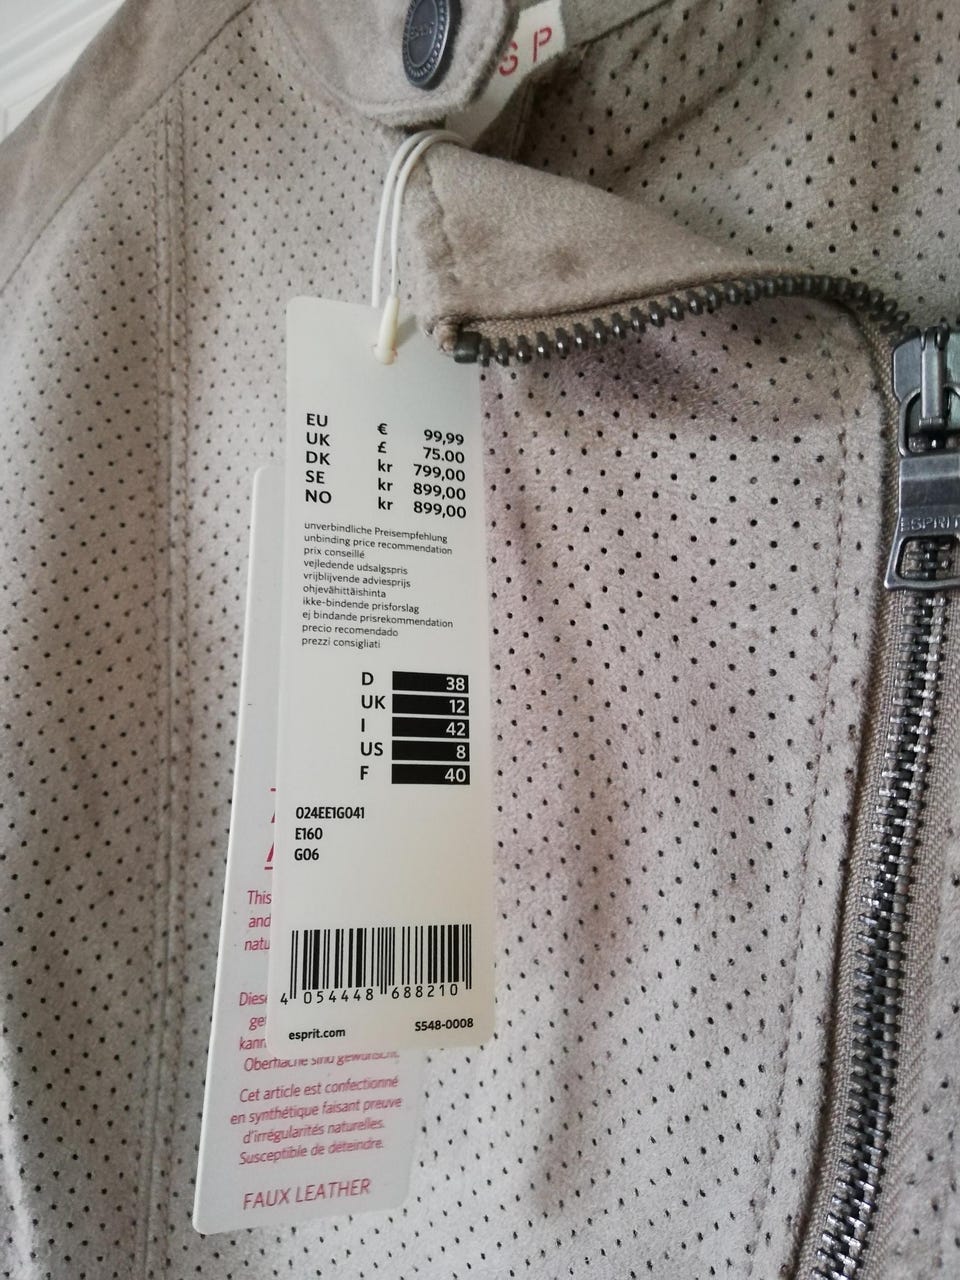 S P
EU € 99,99
UK £ 75.00
DK kr 799,00
SE kr 899,00
NO kr 899,00
unverbindliche Preisempfehlung
unbinding price recommendation
prix conseillé
vejledende udsalgspris
vrijblijvende adviesprijs
ohjevähittäishinta
ikke-bindende prisforslag
ej bindande prisrekommendation
precio recomendado
prezzi consigliati
D 38
UK 12
I 42
US 8
F 40
024EE1G041
E160
G06
4 054448 688210
esprit.com S548-0008
This
and
natu
Diese
ge
kann
Oberfläche sind gewünscht.
Cet article est confectionné
en synthétique faisant preuve
d'irrégularités naturelles.
Susceptible de déteindre.
FAUX LEATHER
ESPRIT